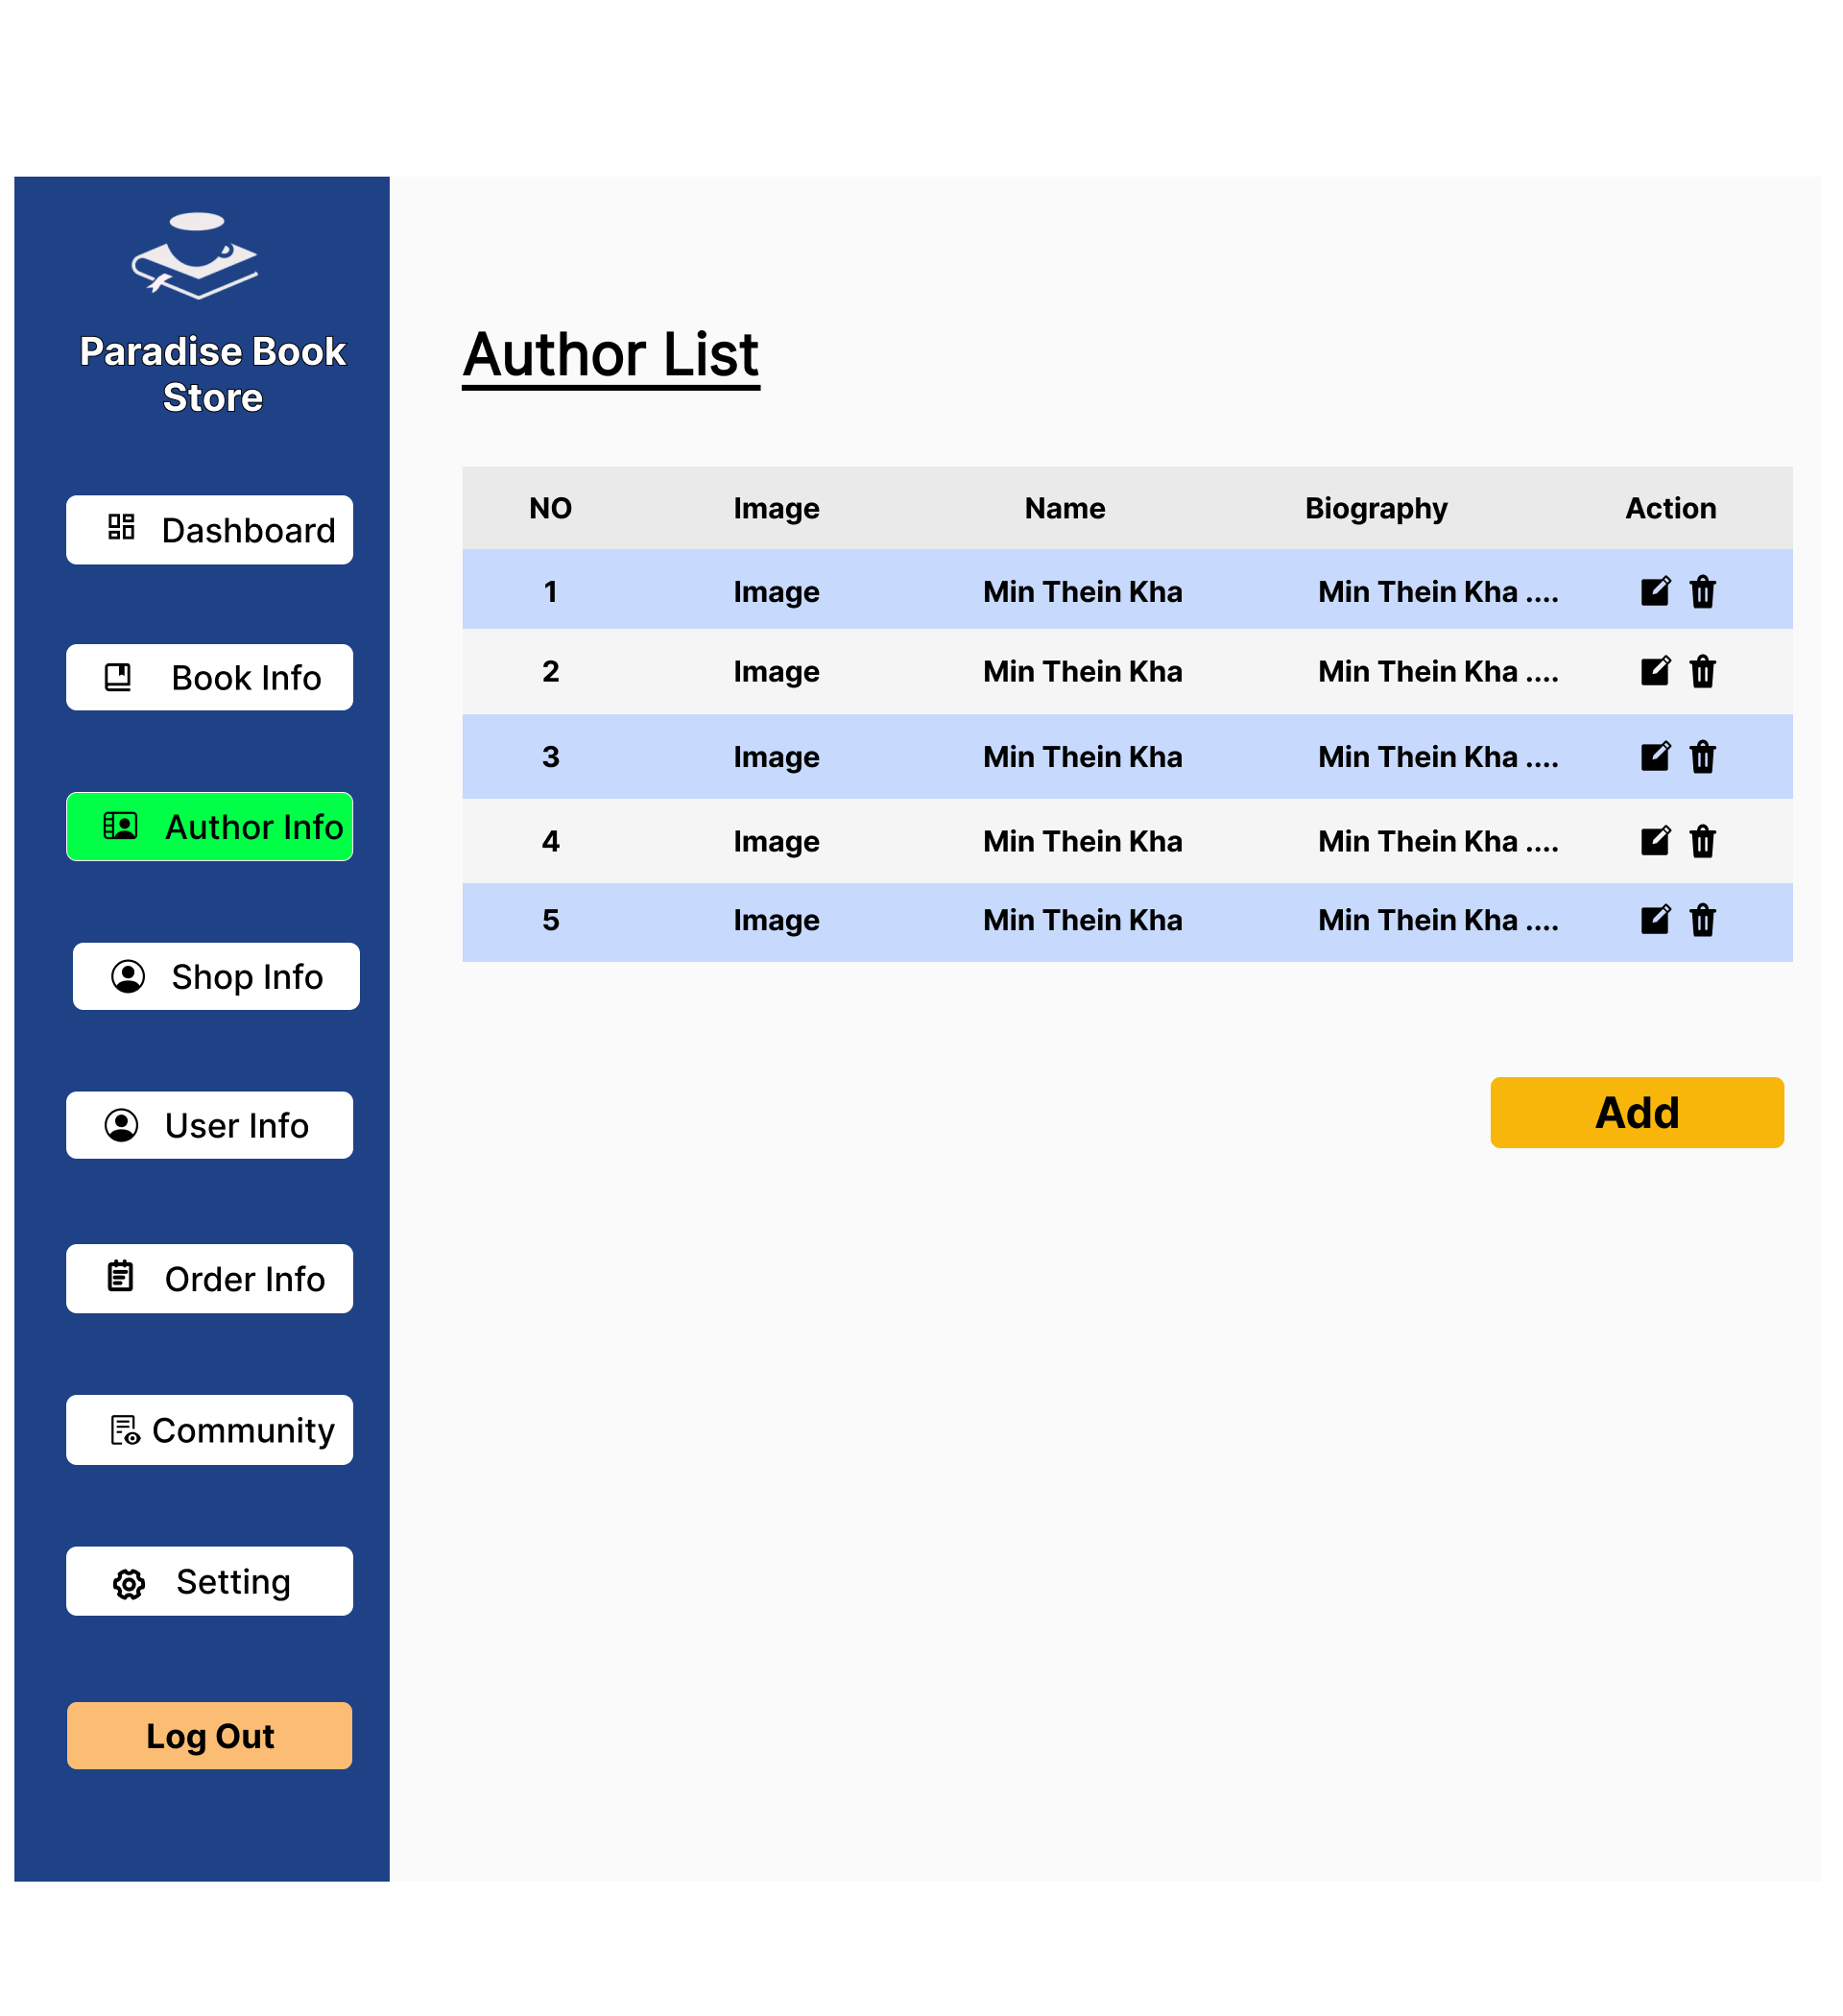 Paradise Book
Store
Dashboard
Book Info
Author Info
Shop Info
User Info
Order Info
Community
Setting
Log Out
Author List
NO Image Name Biography Action
1 Image Min Thein Kha Min Thein Kha ....
2 Image Min Thein Kha Min Thein Kha ....
3 Image Min Thein Kha Min Thein Kha ....
4 Image Min Thein Kha Min Thein Kha ....
5 Image Min Thein Kha Min Thein Kha ....
Add